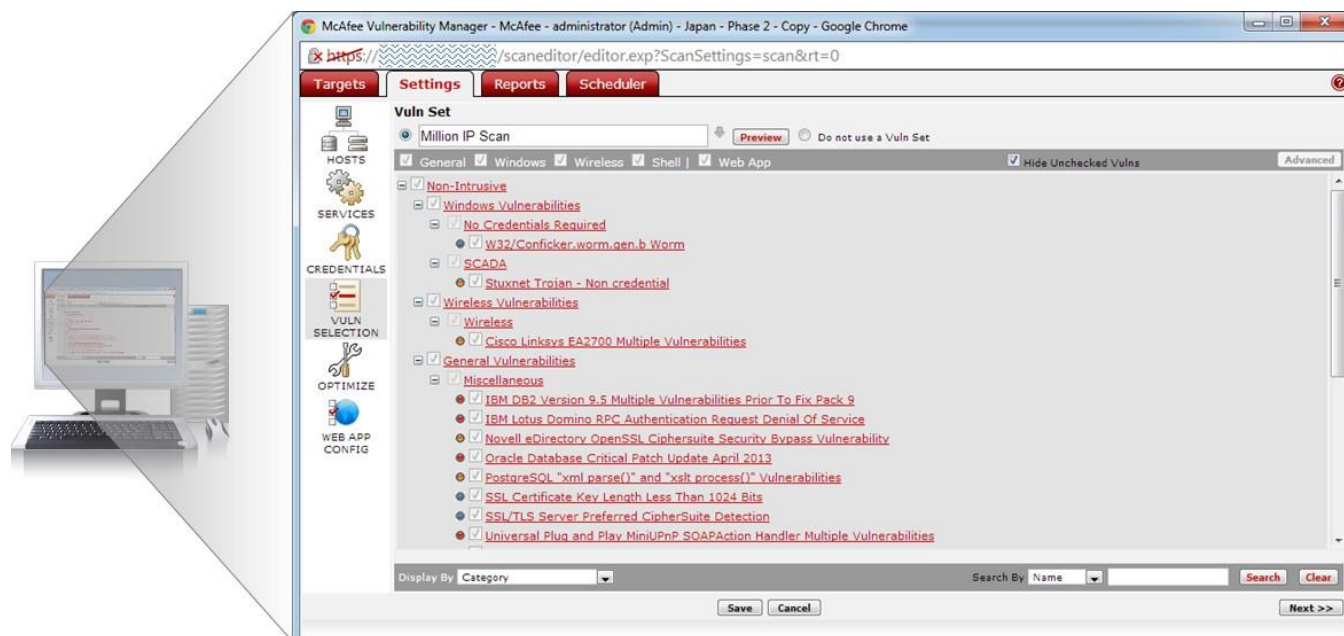 McAfee Vulnerability Manager - McAfee - administrator (Admin) - Japan - Phase 2 - Copy - Google Chrome
https:// /scaneditor/editor.exp?ScanSettings=scan&rt=0
Targets Settings Reports Scheduler
Vuln Set
Million IP Scan Preview Do not use a Vuln Set
General Windows Wireless Shell | Web App Hide Unchecked Vulns Advanced
HOSTS
SERVICES
CREDENTIALS
VULN
SELECTION
OPTIMIZE
WEB APP
CONFIG
Non-Intrusive
Windows Vulnerabilities
No Credentials Required
W32/Conficker.worm.gen.b Worm
SCADA
Stuxnet Trojan - Non credential
Wireless Vulnerabilities
Wireless
Cisco Linksys EA2700 Multiple Vulnerabilities
General Vulnerabilities
Miscellaneous
IBM DB2 Version 9.5 Multiple Vulnerabilities Prior To Fix Pack 9
IBM Lotus Domino RPC Authentication Request Denial Of Service
Novell eDirectory OpenSSL Ciphersuite Security Bypass Vulnerability
Oracle Database Critical Patch Update April 2013
PostgreSQL "xml parse()" and "xslt process()" Vulnerabilities
SSL Certificate Key Length Less Than 1024 Bits
SSL/TLS Server Preferred CipherSuite Detection
Universal Plug and Play MiniUPnP SOAPAction Handler Multiple Vulnerabilities
Display By Category Search By Name Search Clear
Save Cancel Next >>